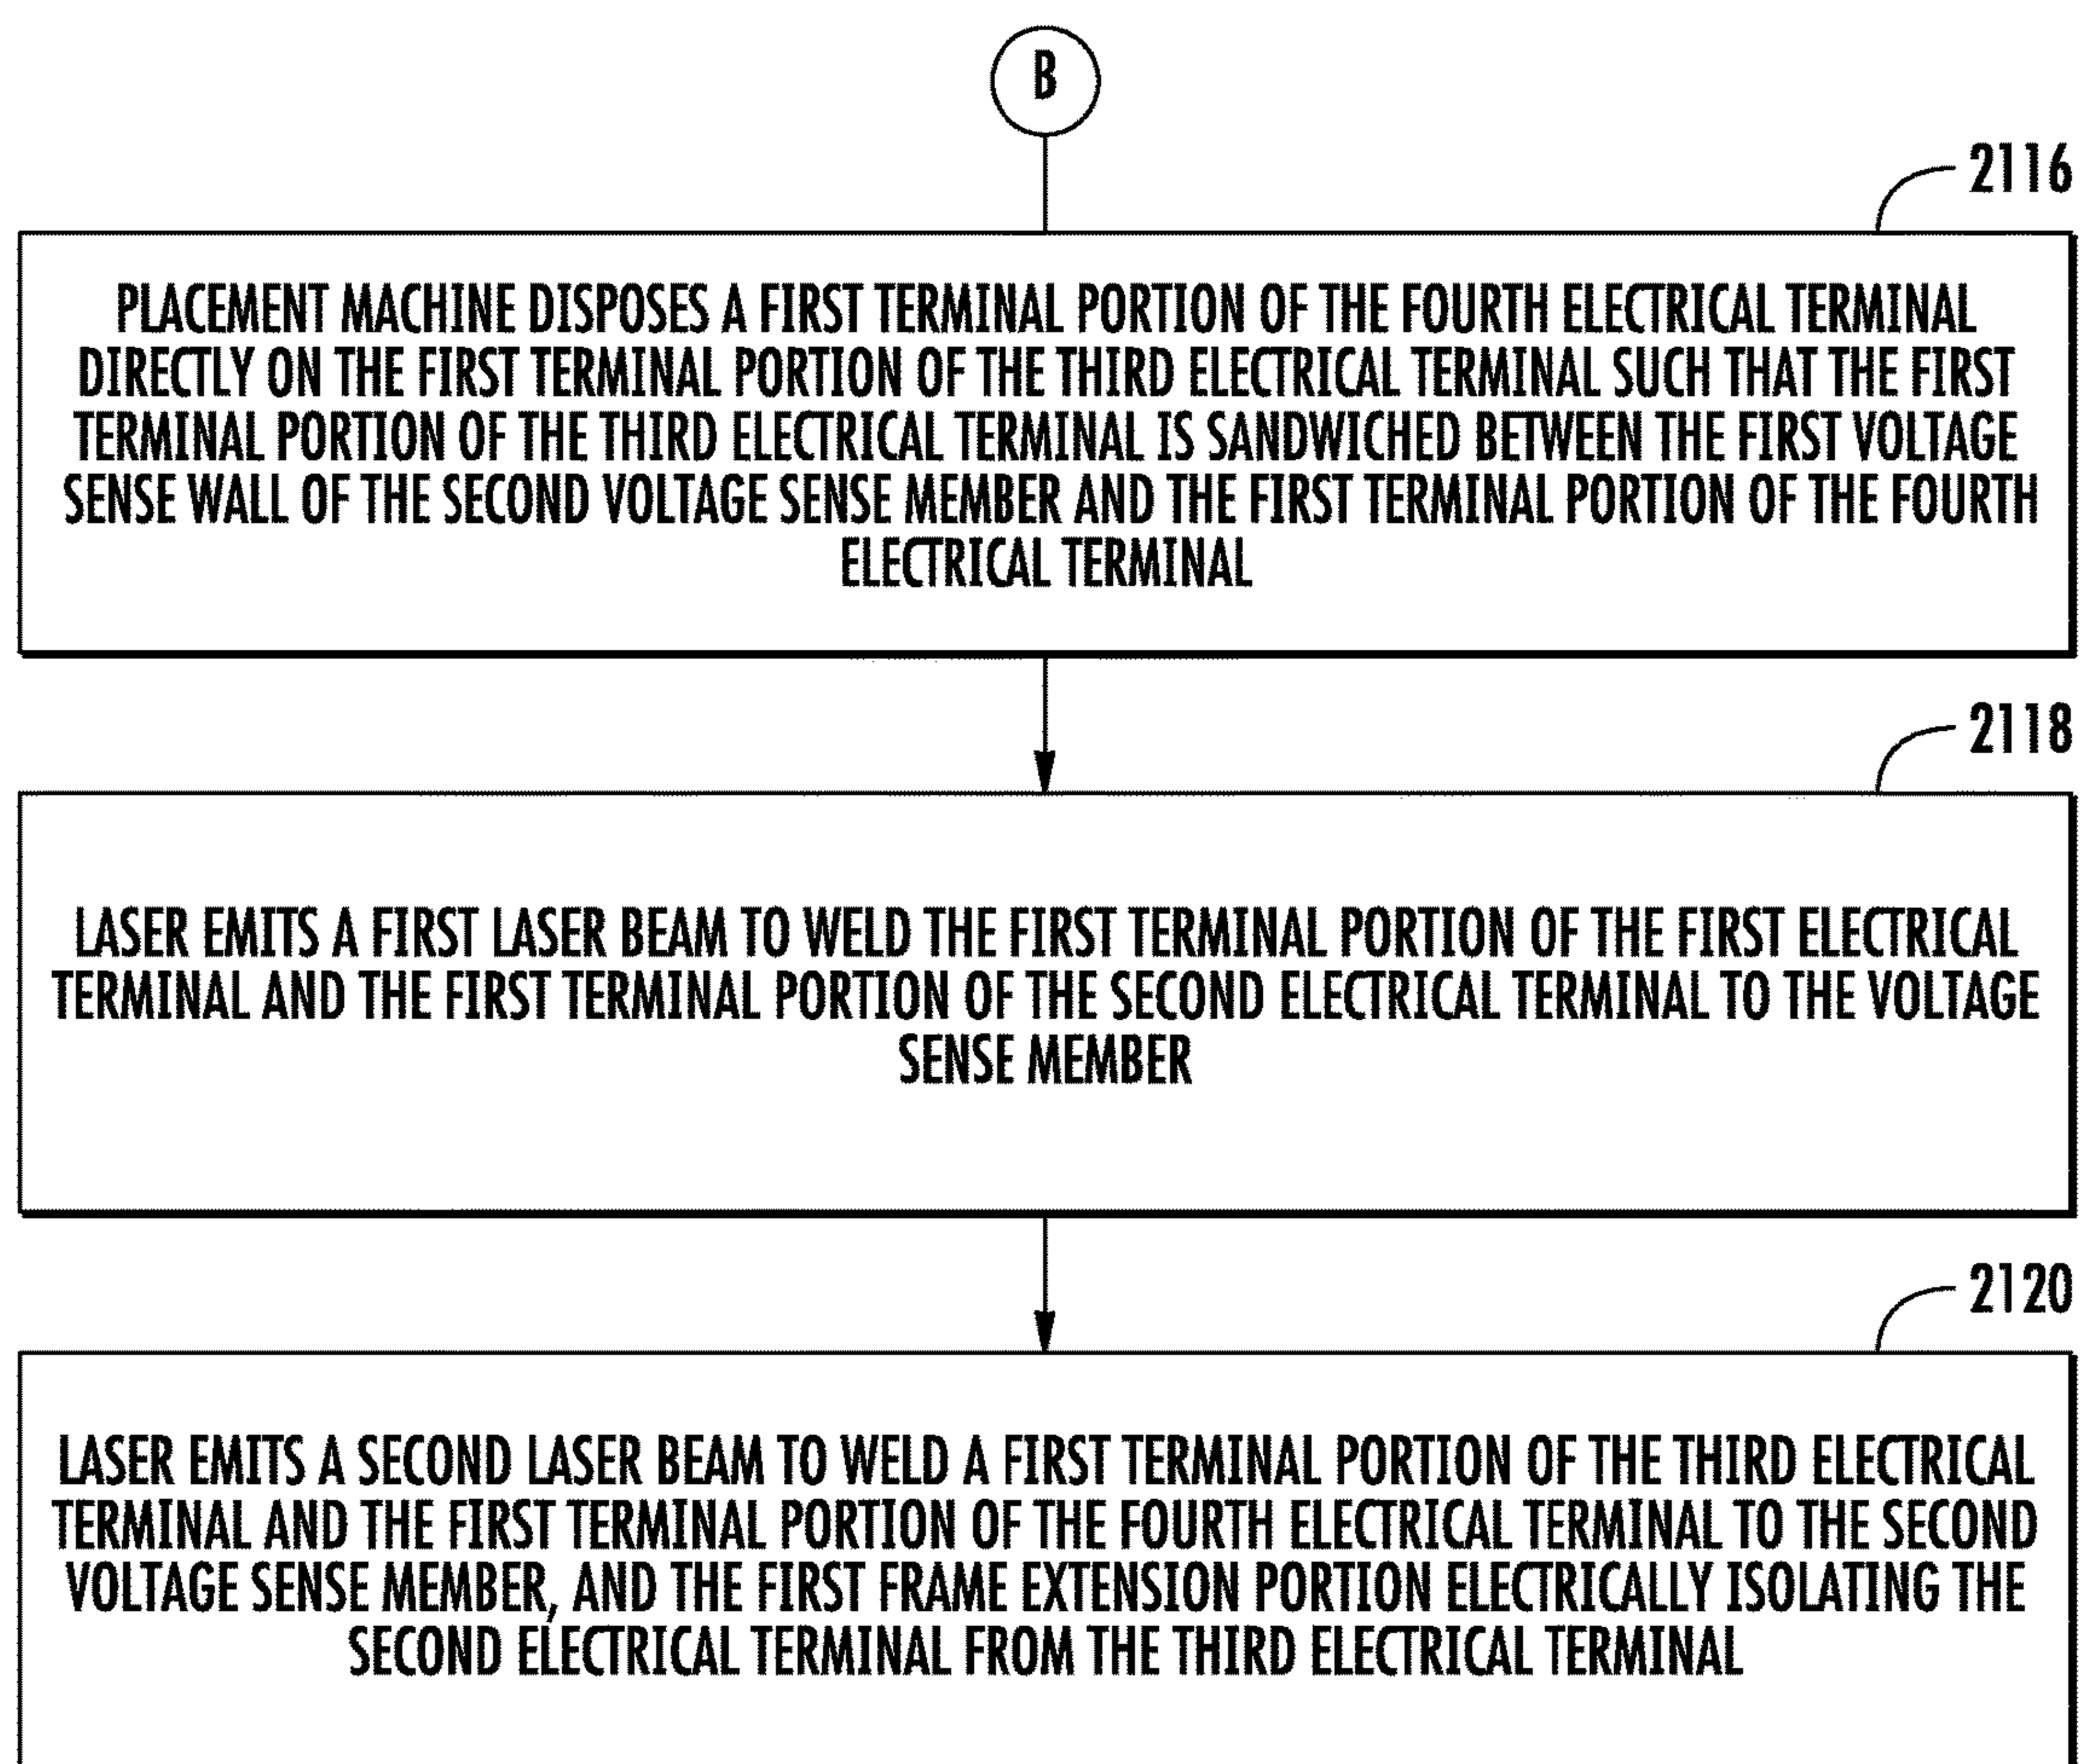 B
2116
PLACEMENT MACHINE DISPOSES A FIRST TERMINAL PORTION OF THE FOURTH ELECTRICAL TERMINAL
DIRECTLY ON THE FIRST TERMINAL PORTION OF THE THIRD ELECTRICAL TERMINAL SUCH THAT THE FIRST
TERMINAL PORTION OF THE THIRD ELECTRICAL TERMINAL IS SANDWICHED BETWEEN THE FIRST VOLTAGE
SENSE WALL OF THE SECOND VOLTAGE SENSE MEMBER AND THE FIRST TERMINAL PORTION OF THE FOURTH
ELECTRICAL TERMINAL
2118
LASER EMITS A FIRST LASER BEAM TO WELD THE FIRST TERMINAL PORTION OF THE FIRST ELECTRICAL
TERMINAL AND THE FIRST TERMINAL PORTION OF THE SECOND ELECTRICAL TERMINAL TO THE VOLTAGE
SENSE MEMBER
2120
LASER EMITS A SECOND LASER BEAM TO WELD A FIRST TERMINAL PORTION OF THE THIRD ELECTRICAL
TERMINAL AND THE FIRST TERMINAL PORTION OF THE FOURTH ELECTRICAL TERMINAL TO THE SECOND
VOLTAGE SENSE MEMBER, AND THE FIRST FRAME EXTENSION PORTION ELECTRICALLY ISOLATING THE
SECOND ELECTRICAL TERMINAL FROM THE THIRD ELECTRICAL TERMINAL